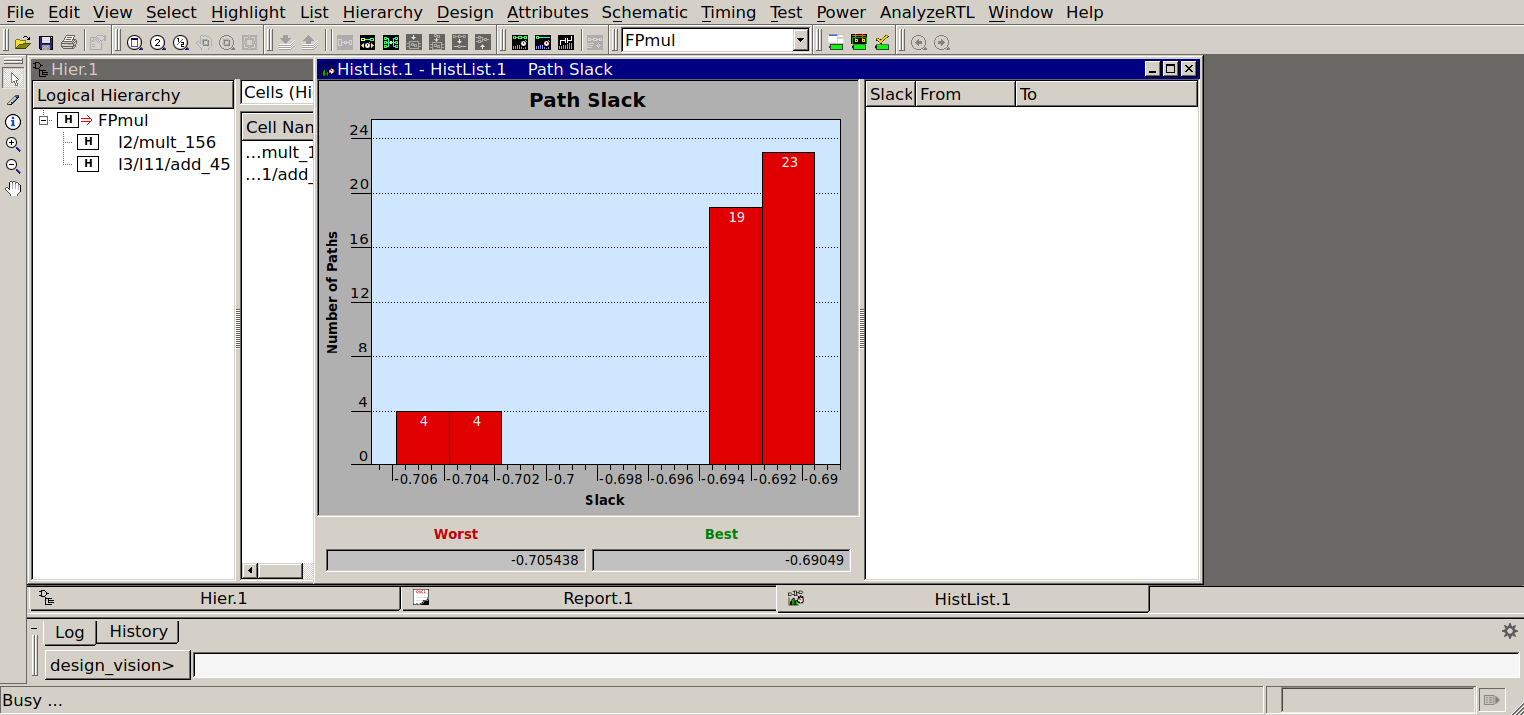 File Edit View Select Highlight List Hierarchy Design Attributes Schematic Timing Test Power AnalyzeRTL Window Help
FPmul
Hier.1
Logical Hierarchy
FPmul
I2/mult_156
I3/I11/add_45
Cells (Hi
Cell Nam
...mult_1
...1/add_
HistList.1 - HistList.1 Path Slack
Path Slack
Number of Paths
24
20
16
12
8
4
0
4
4
19
23
-0.706 -0.704 -0.702 -0.7 -0.698 -0.696 -0.694 -0.692 -0.69
Slack
Worst Best
-0.705438 -0.69049
Slack From To
Hier.1 Report.1 HistList.1
Log History
design_vision>
Busy ...